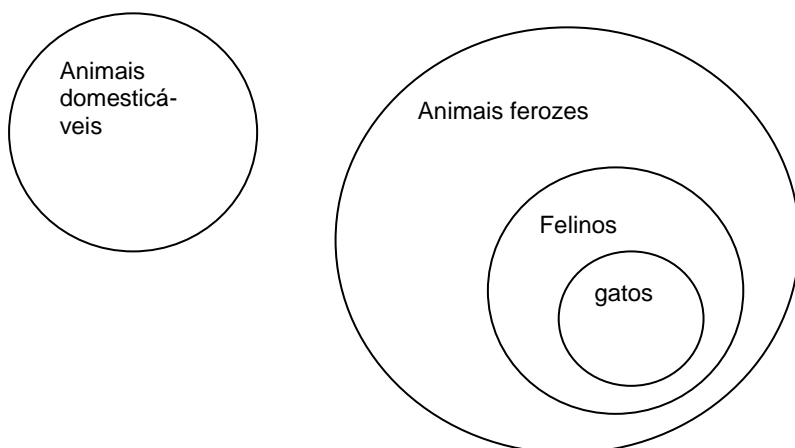 Animais
domesticá-
veis
Animais ferozes
Felinos
gatos